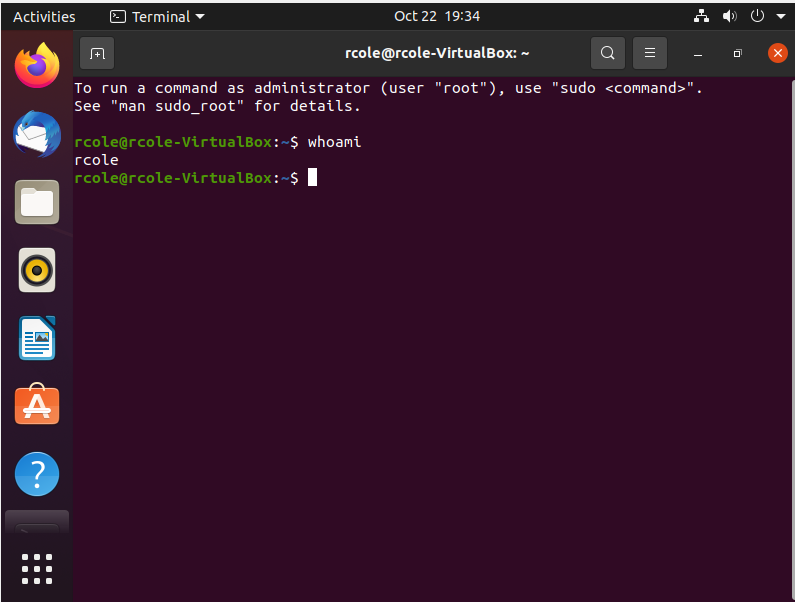 Activities Terminal Oct 22 19:34
rcole@rcole-VirtualBox: ~
To run a command as administrator (user "root"), use "sudo <command>".
See "man sudo_root" for details.
rcole@rcole-VirtualBox:~$ whoami
rcole
rcole@rcole-VirtualBox:~$
?